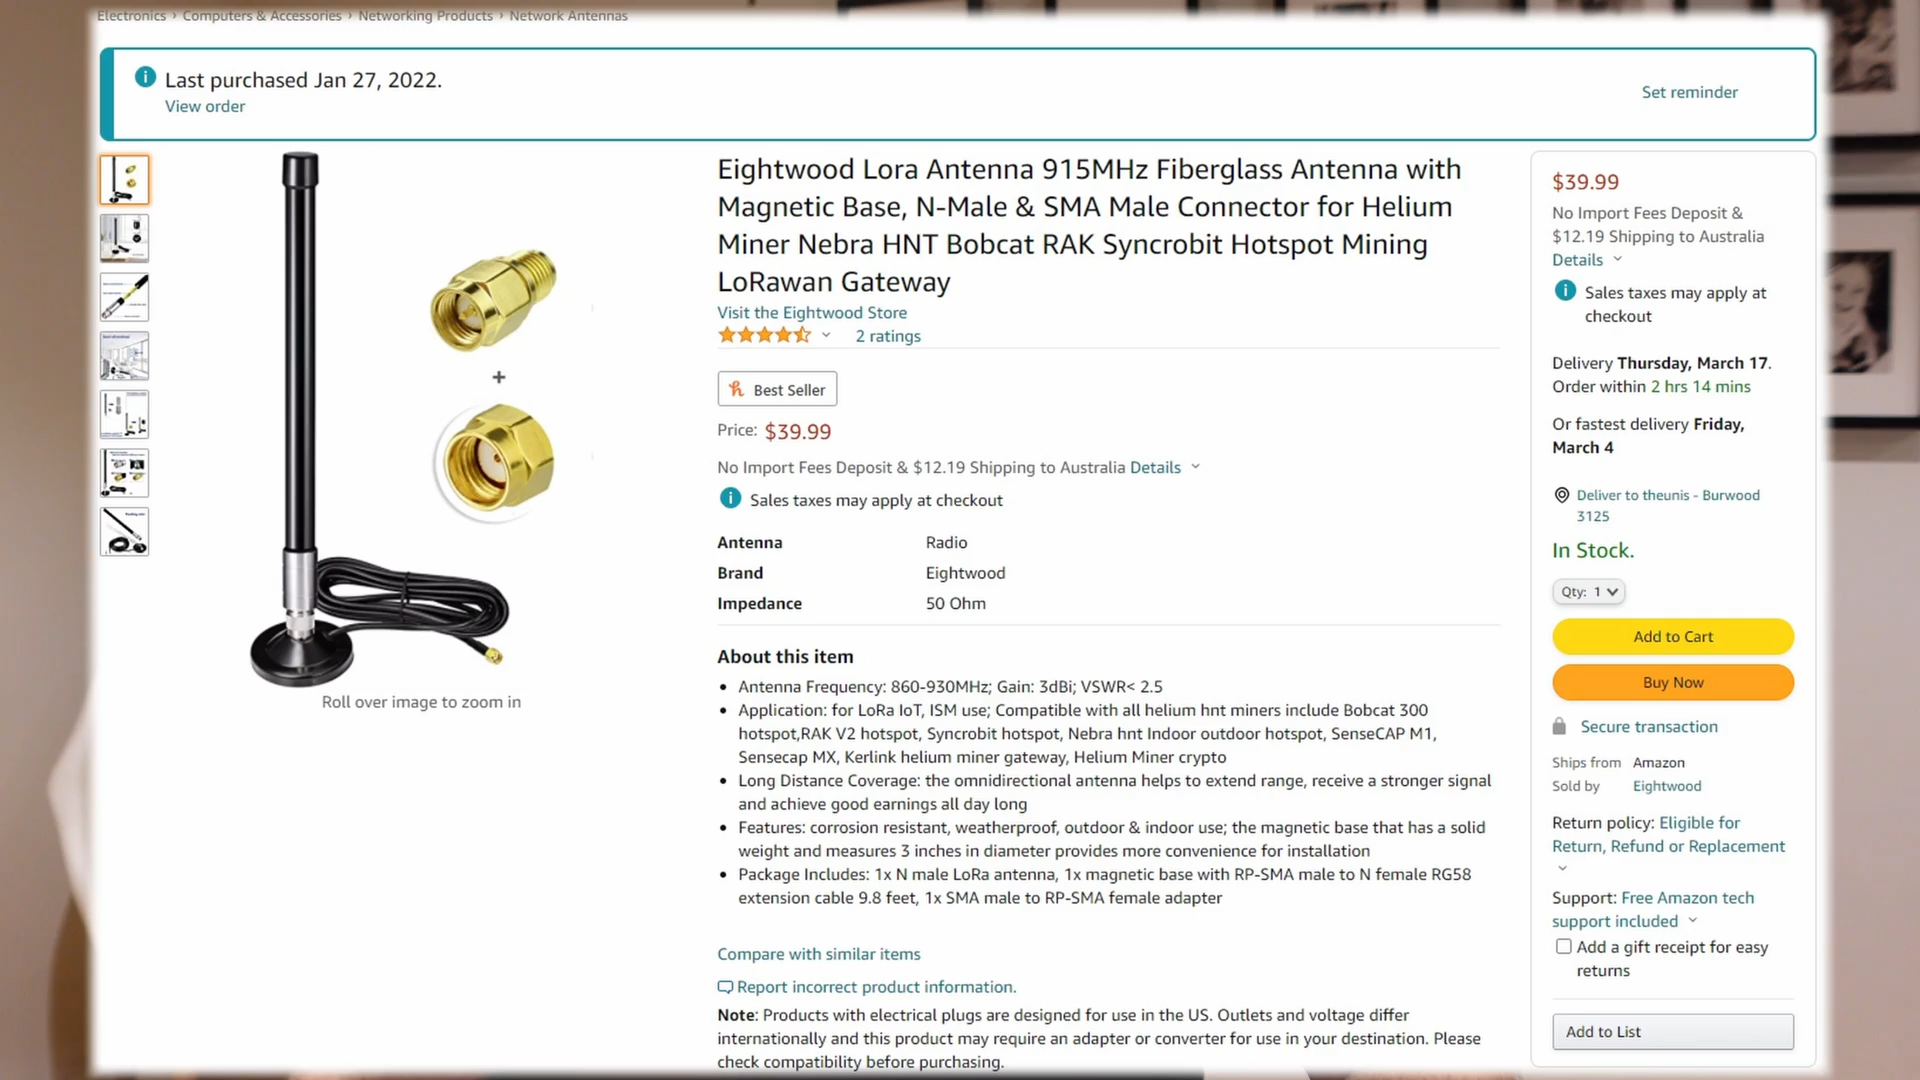 Electronics › Computers & Accessories › Networking Products › Network Antennas
Last purchased Jan 27, 2022.
View order
Set reminder
Eightwood Lora Antenna 915MHz Fiberglass Antenna with
Magnetic Base, N-Male & SMA Male Connector for Helium
Miner Nebra HNT Bobcat RAK Syncrobit Hotspot Mining
LoRawan Gateway
Visit the Eightwood Store
2 ratings
Best Seller
Price: $39.99
No Import Fees Deposit & $12.19 Shipping to Australia Details
Sales taxes may apply at checkout
Antenna Radio
Brand Eightwood
Impedance 50 Ohm
About this item
• Antenna Frequency: 860-930MHz; Gain: 3dBi; VSWR< 2.5
• Application: for LoRa IoT, ISM use; Compatible with all helium hnt miners include Bobcat 300
hotspot,RAK V2 hotspot, Syncrobit hotspot, Nebra hnt Indoor outdoor hotspot, SenseCAP M1,
Sensecap MX, Kerlink helium miner gateway, Helium Miner crypto
• Long Distance Coverage: the omnidirectional antenna helps to extend range, receive a stronger signal
and achieve good earnings all day long
• Features: corrosion resistant, weatherproof, outdoor & indoor use; the magnetic base that has a solid
weight and measures 3 inches in diameter provides more convenience for installation
• Package Includes: 1x N male LoRa antenna, 1x magnetic base with RP-SMA male to N female RG58
extension cable 9.8 feet, 1x SMA male to RP-SMA female adapter
Compare with similar items
Report incorrect product information.
Note: Products with electrical plugs are designed for use in the US. Outlets and voltage differ
internationally and this product may require an adapter or converter for use in your destination. Please
check compatibility before purchasing.
+
Roll over image to zoom in
$39.99
No Import Fees Deposit &
$12.19 Shipping to Australia
Details
Sales taxes may apply at
checkout
Delivery Thursday, March 17.
Order within 2 hrs 14 mins
Or fastest delivery Friday,
March 4
Deliver to theunis - Burwood
3125
In Stock.
Qty: 1
Add to Cart
Buy Now
Secure transaction
Ships from Amazon
Sold by Eightwood
Return policy: Eligible for
Return, Refund or Replacement
Support: Free Amazon tech
support included
Add a gift receipt for easy
returns
Add to List